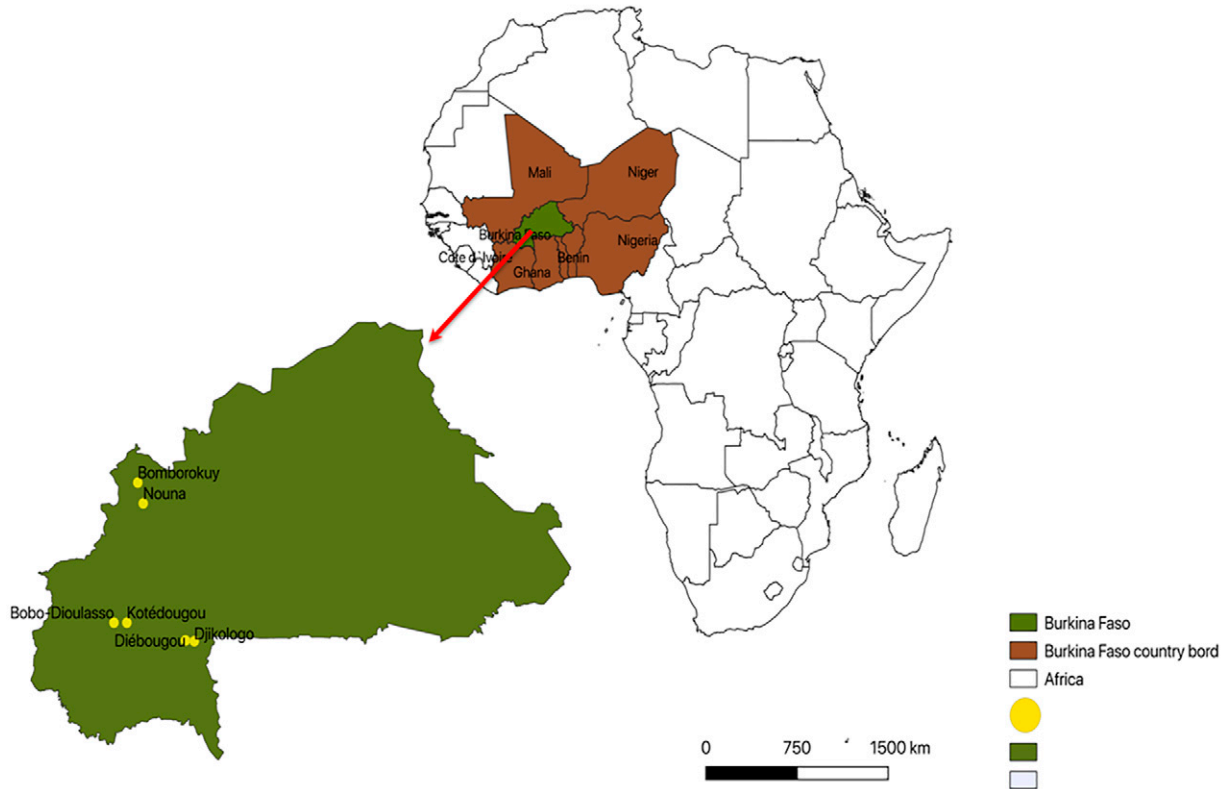 Mali
Niger
Burkina Faso
Nigeria
Côte d'Ivoire
Benin
Ghana
Bomborokuy
Nouna
Bobo-Dioulasso
Kotédougou
Diébougou
Djikologo
Burkina Faso
Burkina Faso country bord
Africa
0 750 1500 km